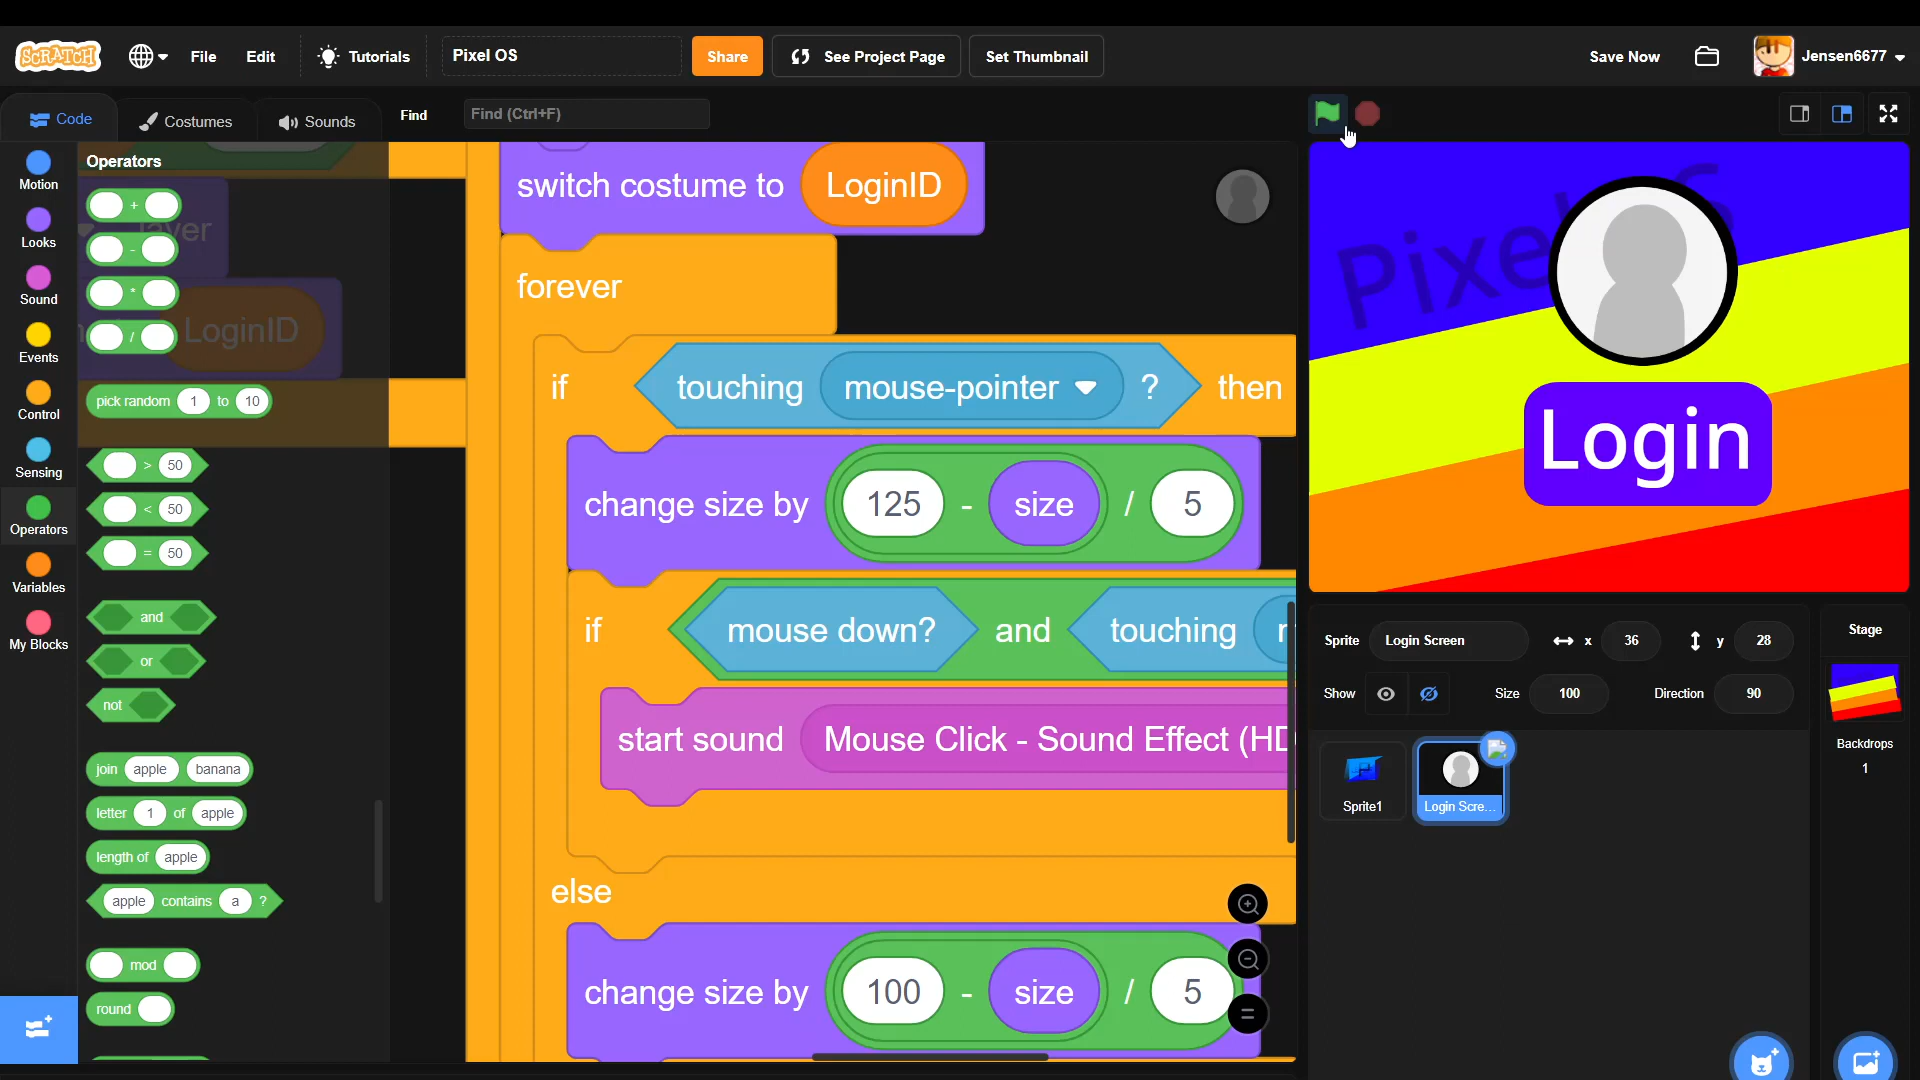 SCRATCH
File
Edit
Tutorials
Pixel OS
Share
See Project Page
Set Thumbnail
Save Now
Jensen6677
Code
Costumes
Sounds
Find
Find (Ctrl+F)
Motion
Looks
Sound
Events
Control
Sensing
Operators
Variables
My Blocks
Operators
+
-
*
/
pick random 1 to 10
> 50
< 50
= 50
and
or
not
join apple banana
letter 1 of apple
length of apple
apple contains a ?
mod
round
layer
LoginID
switch costume to LoginID
forever
if touching mouse-pointer ? then
change size by 125 - size / 5
if mouse down? and touching
start sound Mouse Click - Sound Effect (HD
else
change size by 100 - size / 5
Login
Sprite Login Screen x 36 y 28
Show Size 100 Direction 90
Sprite1
Login Scre...
Stage
Backdrops
1